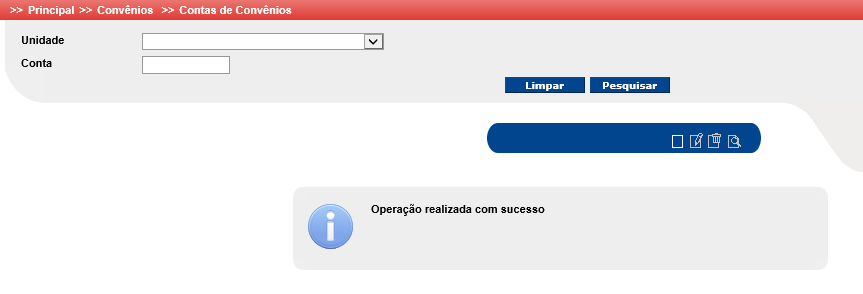 >> Principal >> Convênios >> Contas de Convênios
Unidade
Conta
Limpar Pesquisar
Operação realizada com sucesso